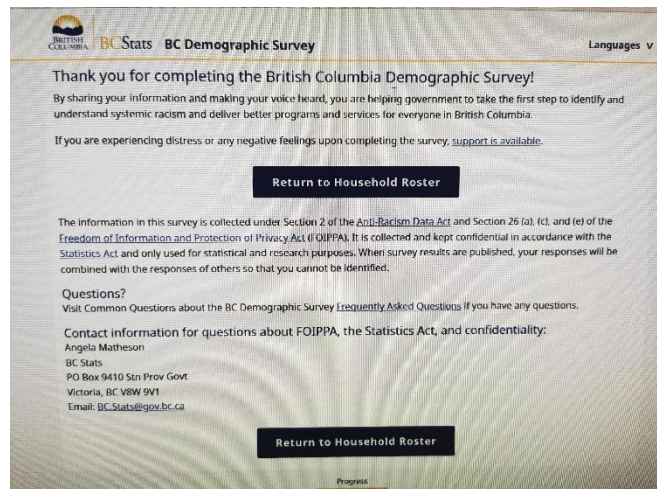 BRITISH
COLUMBIA
BC Stats BC Demographic Survey
Languages v
Thank you for completing the British Columbia Demographic Survey!
By sharing your information and making your voice heard, you are helping government to take the first step to identify and
understand systemic racism and deliver better programs and services for everyone in British Columbia.
If you are experiencing distress or any negative feelings upon completing the survey, support is available.
Return to Household Roster
The information in this survey is collected under Section 2 of the Anti-Racism Data Act and Section 26 (a), (c), and (e) of the
Freedom of Information and Protection of Privacy Act (FOIPPA). It is collected and kept confidential in accordance with the
Statistics Act and only used for statistical and research purposes. When survey results are published, your responses will be
combined with the responses of others so that you cannot be identified.
Questions?
Visit Common Questions about the BC Demographic Survey Frequently Asked Questions if you have any questions.
Contact information for questions about FOIPPA, the Statistics Act, and confidentiality:
Angela Matheson
BC Stats
PO Box 9410 Stn Prov Govt
Victoria, BC V8W 9V1
Email: BC.Stats@gov.bc.ca
Return to Household Roster
Progress